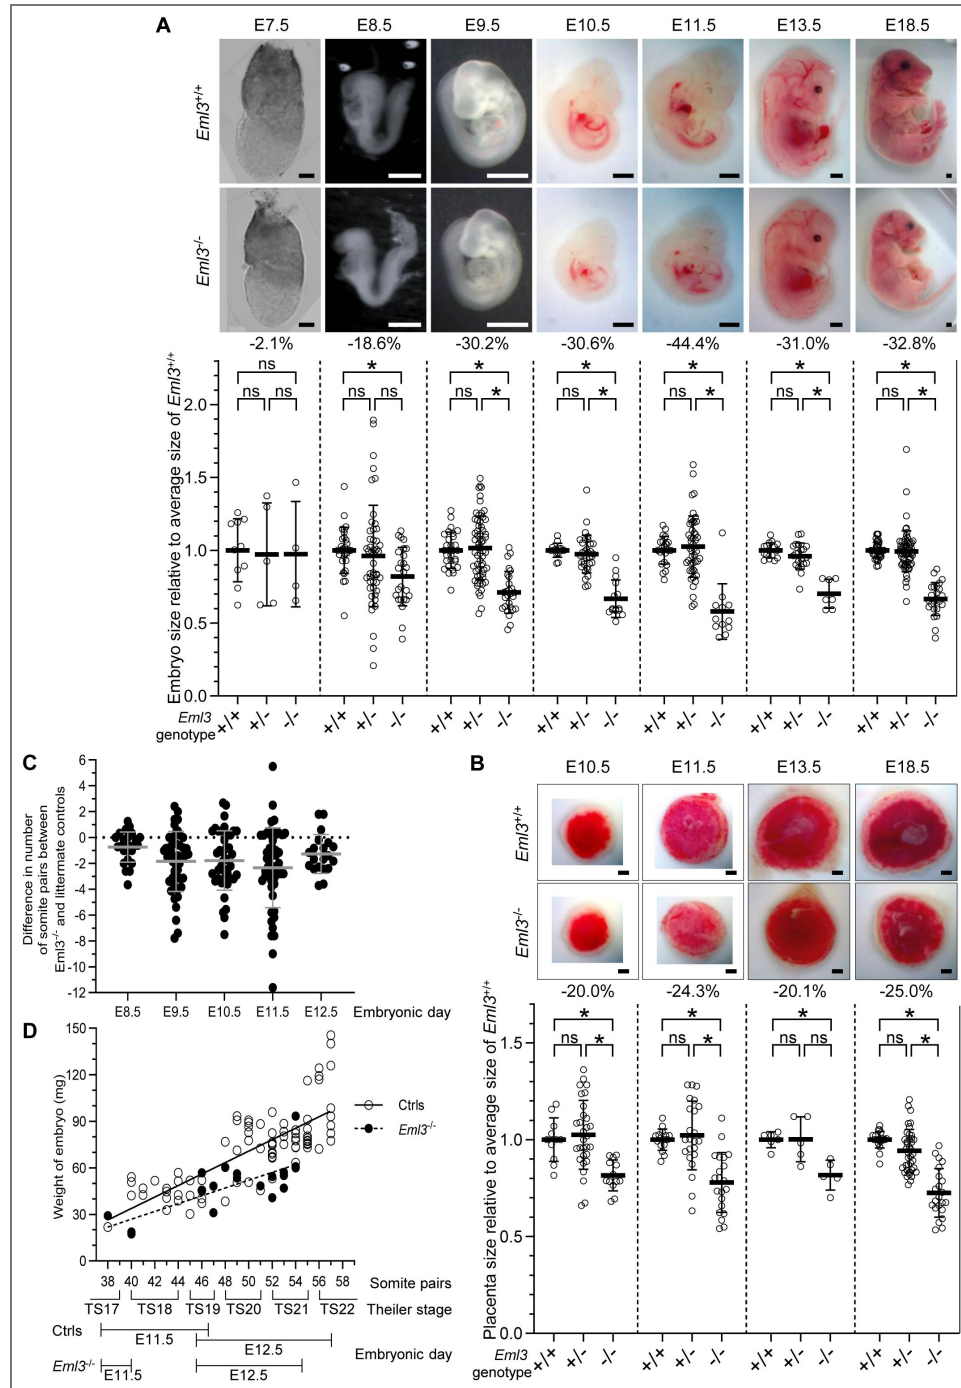 A
E7.5 E8.5 E9.5 E10.5 E11.5 E13.5 E18.5
Eml3+/+
Eml3-/-
-2.1% -18.6% -30.2% -30.6% -44.4% -31.0% -32.8%
ns * * * * * *
ns ns ns ns ns * ns * ns * ns * ns *
Embryo size relative to average size of Eml3+/+
2.0
1.5
1.0
0.5
0.0
Eml3 genotype
+/+ +/- -/- +/+ +/- -/- +/+ +/- -/- +/+ +/- -/- +/+ +/- -/- +/+ +/- -/- +/+ +/- -/-
C
Difference in number
of somite pairs between
Eml3-/- and littermate controls
6
4
2
0
-2
-4
-6
-8
-10
-12
E8.5 E9.5 E10.5 E11.5 E12.5 Embryonic day
D
Weight of embryo (mg)
150
120
90
60
30
0
Ctrls
Eml3-/-
38 40 42 44 46 48 50 52 54 56 58 Somite pairs
TS17 TS18 TS19 TS20 TS21 TS22 Theiler stage
Ctrls
E11.5
E12.5
Embryonic day
Eml3-/-
E11.5 E12.5
B
E10.5 E11.5 E13.5 E18.5
Eml3+/+
Eml3-/-
-20.0% -24.3% -20.1% -25.0%
* * * *
ns * ns * ns ns ns *
Placenta size relative to average size of Eml3+/+
1.5
1.0
0.5
0.0
Eml3 genotype
+/+ +/- -/- +/+ +/- -/- +/+ +/- -/- +/+ +/- -/-